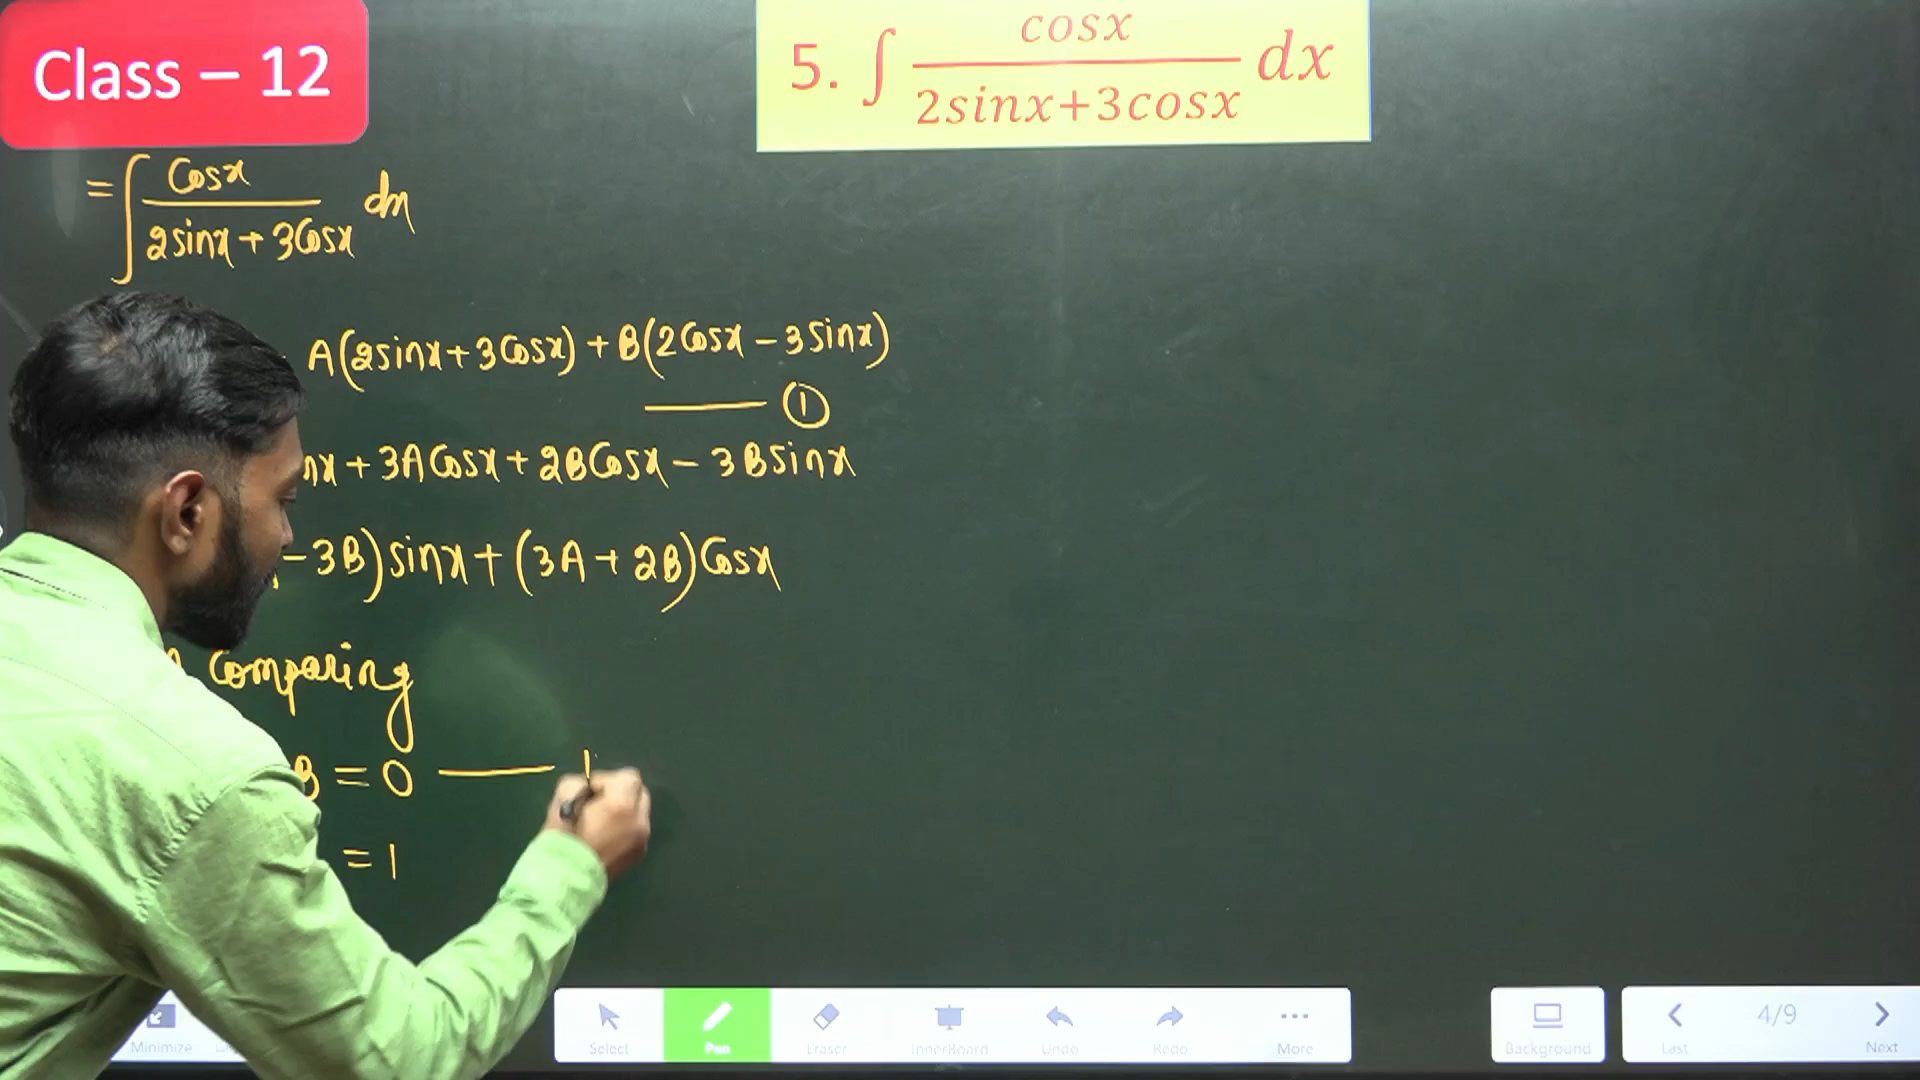 Class – 12
5. ∫ cosx / 2sinx+3cosx dx
= ∫ Cosx / 2sinx + 3Cosx dx
A(2sinx + 3Cosx) + B(2Cosx – 3sinx)
—— ①
nx + 3ACosx + 2BCosx – 3Bsinx
–3B)sinx + (3A + 2B)Cosx
Comparing
B = 0 ——
= 1
Minimize
Select
Pen
Eraser
InnerBoard
Undo
Redo
More
Background
Last
4/9
Next